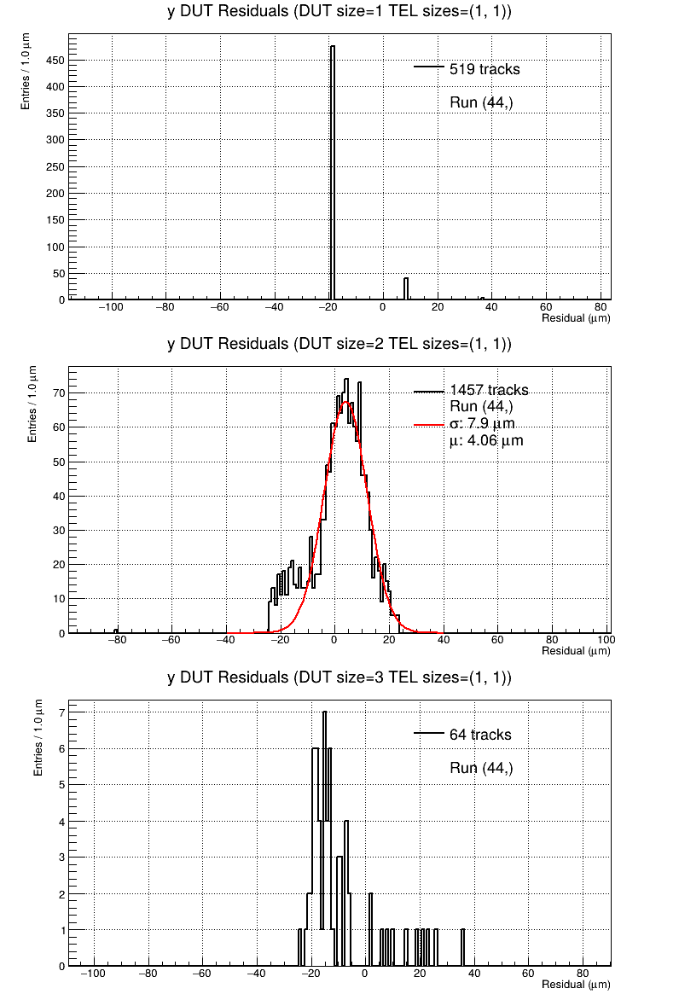 y DUT Residuals (DUT size=1 TEL sizes=(1, 1))
Entries / 1.0 μm
450
400
350
300
250
200
150
100
50
0
519 tracks
Run (44,)
−100 −80 −60 −40 −20 0 20 40 60 80
Residual (μm)
y DUT Residuals (DUT size=2 TEL sizes=(1, 1))
Entries / 1.0 μm
70
60
50
40
30
20
10
0
1457 tracks
Run (44,)
σ: 7.9 μm
μ: 4.06 μm
−80 −60 −40 −20 0 20 40 60 80 100
Residual (μm)
y DUT Residuals (DUT size=3 TEL sizes=(1, 1))
Entries / 1.0 μm
7
6
5
4
3
2
1
0
64 tracks
Run (44,)
−100 −80 −60 −40 −20 0 20 40 60 80
Residual (μm)